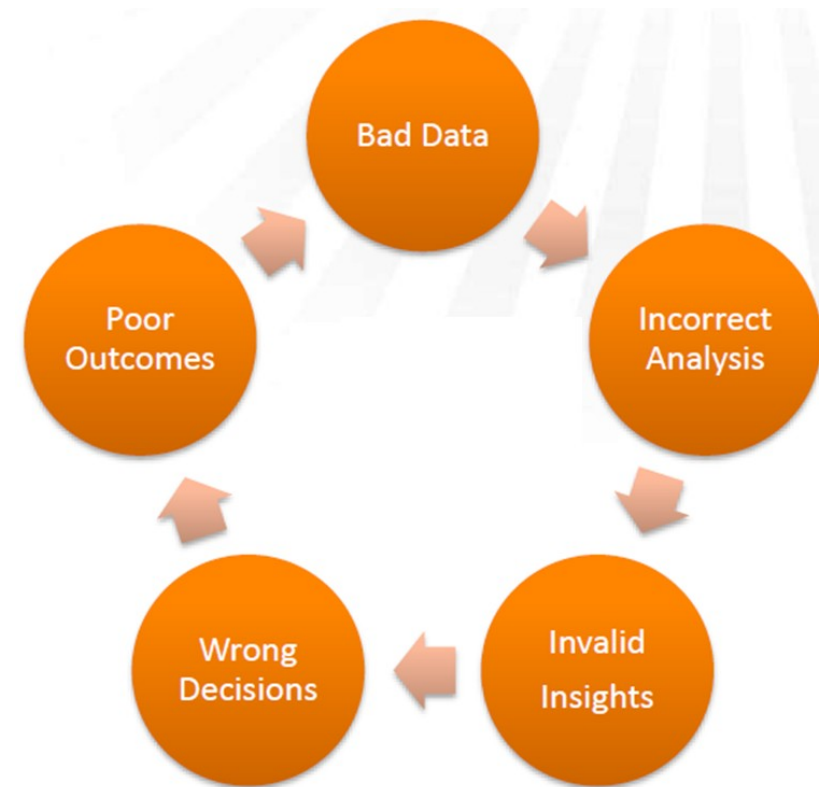 Bad Data
Incorrect
Analysis
Invalid
Insights
Wrong
Decisions
Poor
Outcomes